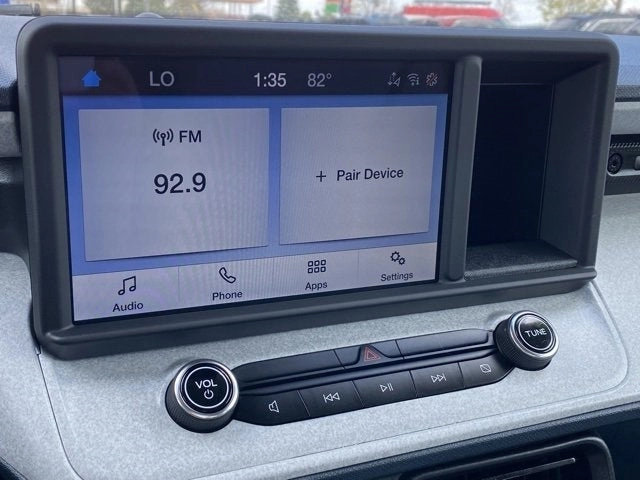 LO 1:35 82°
FM
92.9
+ Pair Device
Audio Phone Apps Settings
VOL
TUNE